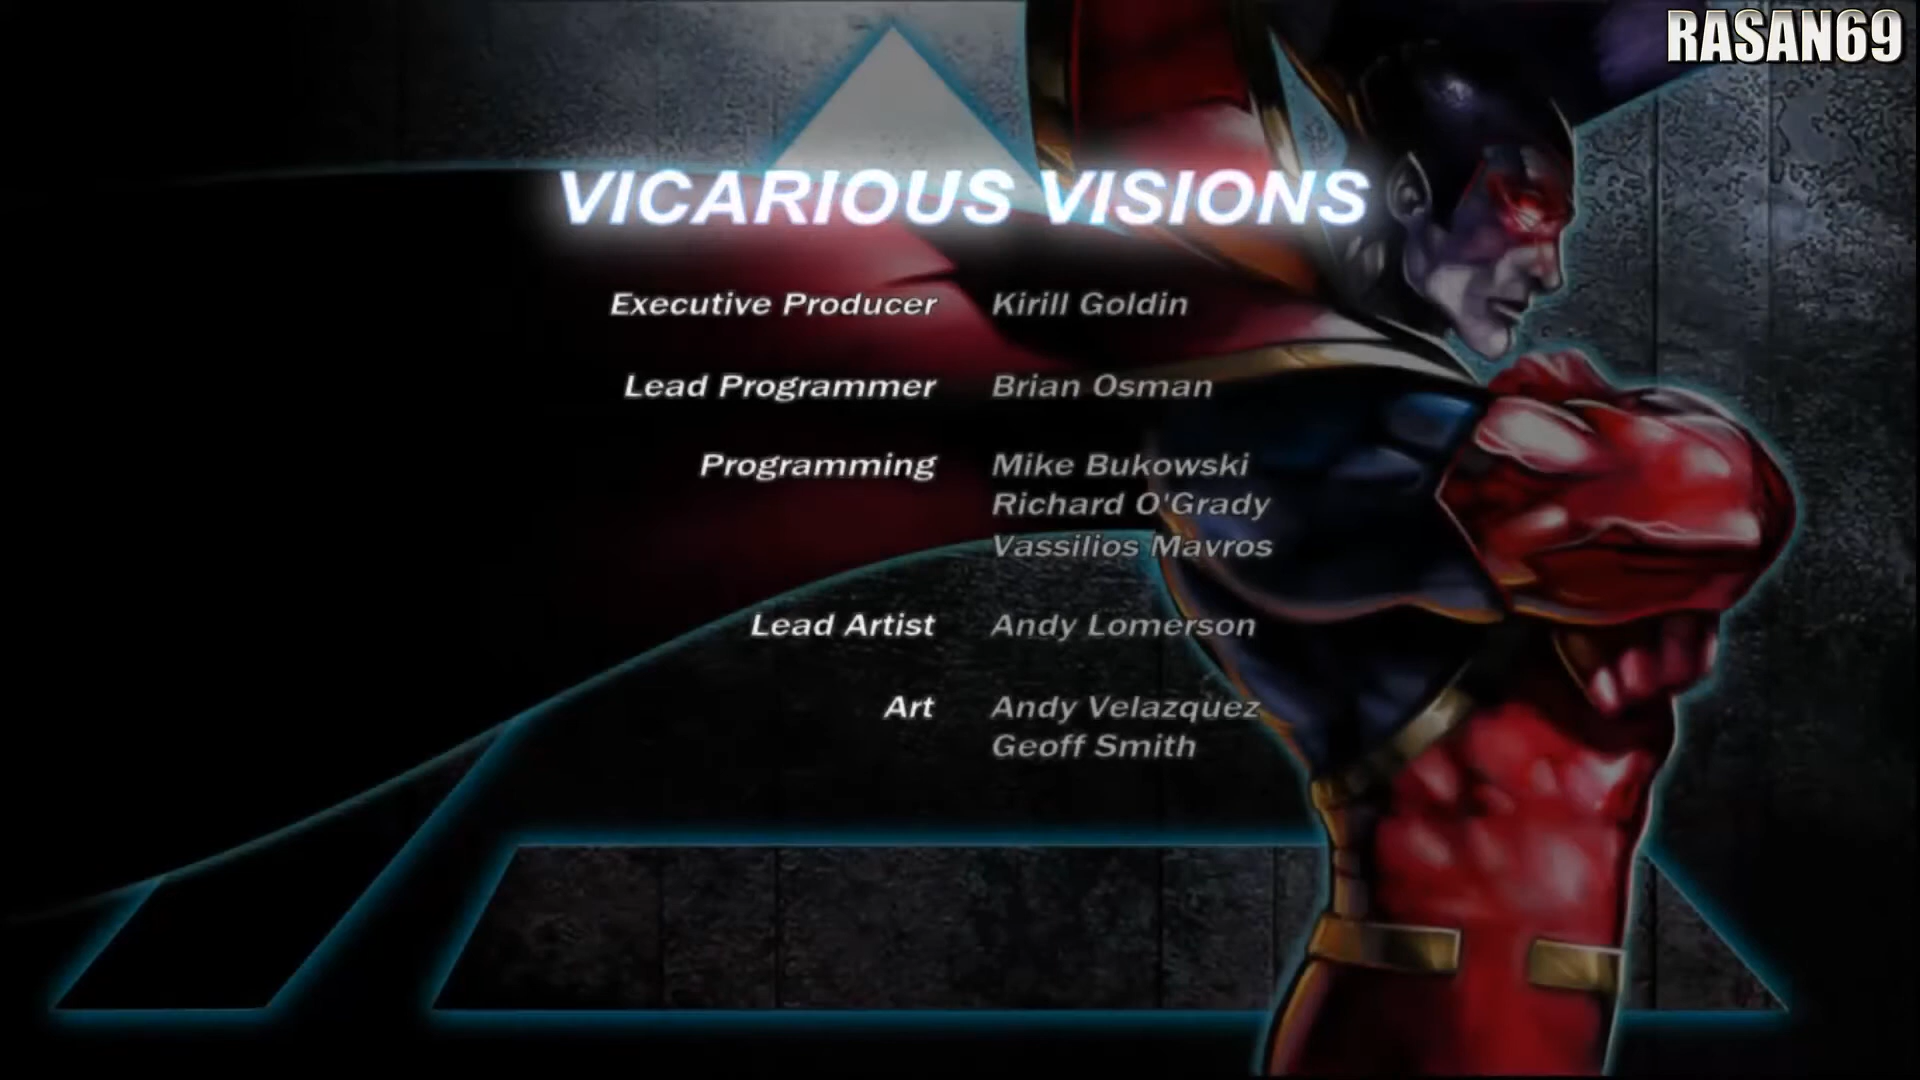 RASAN69
VICARIOUS VISIONS
Executive Producer Kirill Goldin
Lead Programmer Brian Osman
Programming Mike Bukowski
Richard O'Grady
Vassilios Mavros
Lead Artist Andy Lomerson
Art Andy Velazquez
Geoff Smith